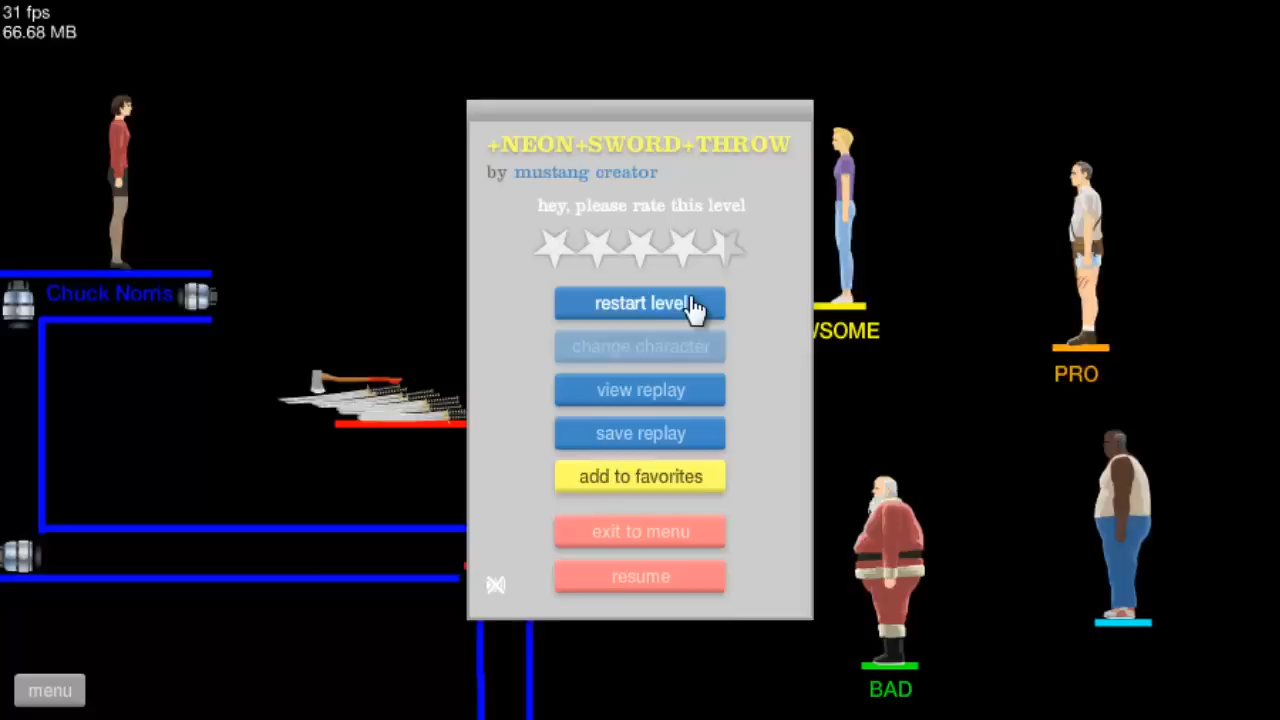 31 fps
66.68 MB
+NEON+SWORD+THROW
by mustang creator
hey, please rate this level
restart level
Chuck Norris
change character
WSOME
PRO
view replay
save replay
add to favorites
exit to menu
resume
menu
BAD